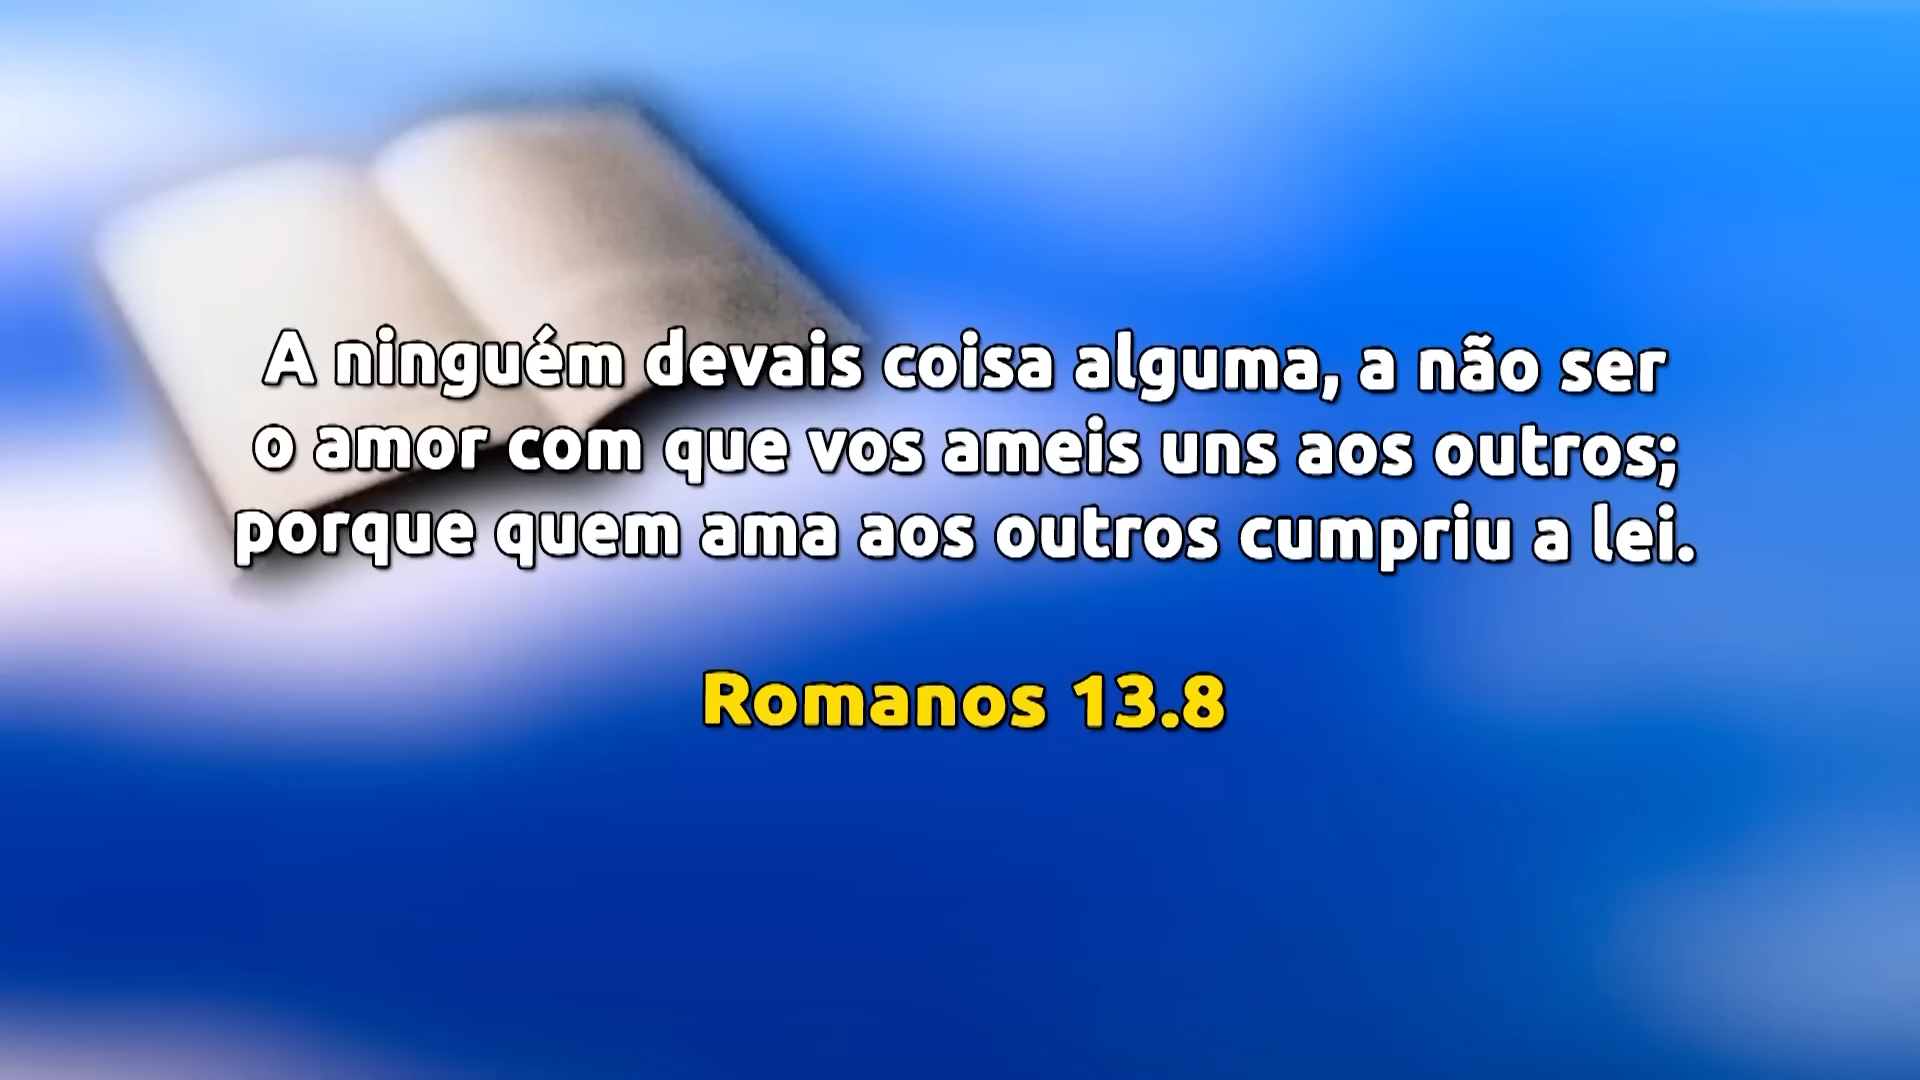 A ninguém devais coisa alguma, a não ser
o amor com que vos ameis uns aos outros;
porque quem ama aos outros cumpriu a lei.
Romanos 13.8